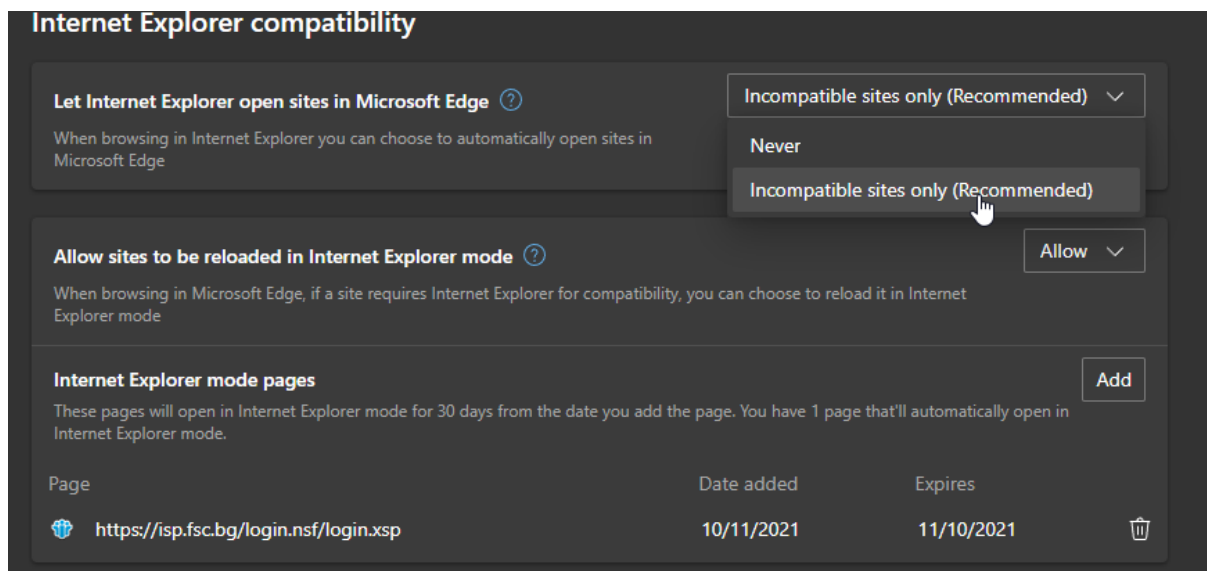 Internet Explorer compatibility
Let Internet Explorer open sites in Microsoft Edge
Incompatible sites only (Recommended)
When browsing in Internet Explorer you can choose to automatically open sites in
Microsoft Edge
Never
Incompatible sites only (Recommended)
Allow sites to be reloaded in Internet Explorer mode
Allow
When browsing in Microsoft Edge, if a site requires Internet Explorer for compatibility, you can choose to reload it in Internet
Explorer mode
Internet Explorer mode pages
Add
These pages will open in Internet Explorer mode for 30 days from the date you add the page. You have 1 page that'll automatically open in
Internet Explorer mode.
Page Date added Expires
https://isp.fsc.bg/login.nsf/login.xsp 10/11/2021 11/10/2021